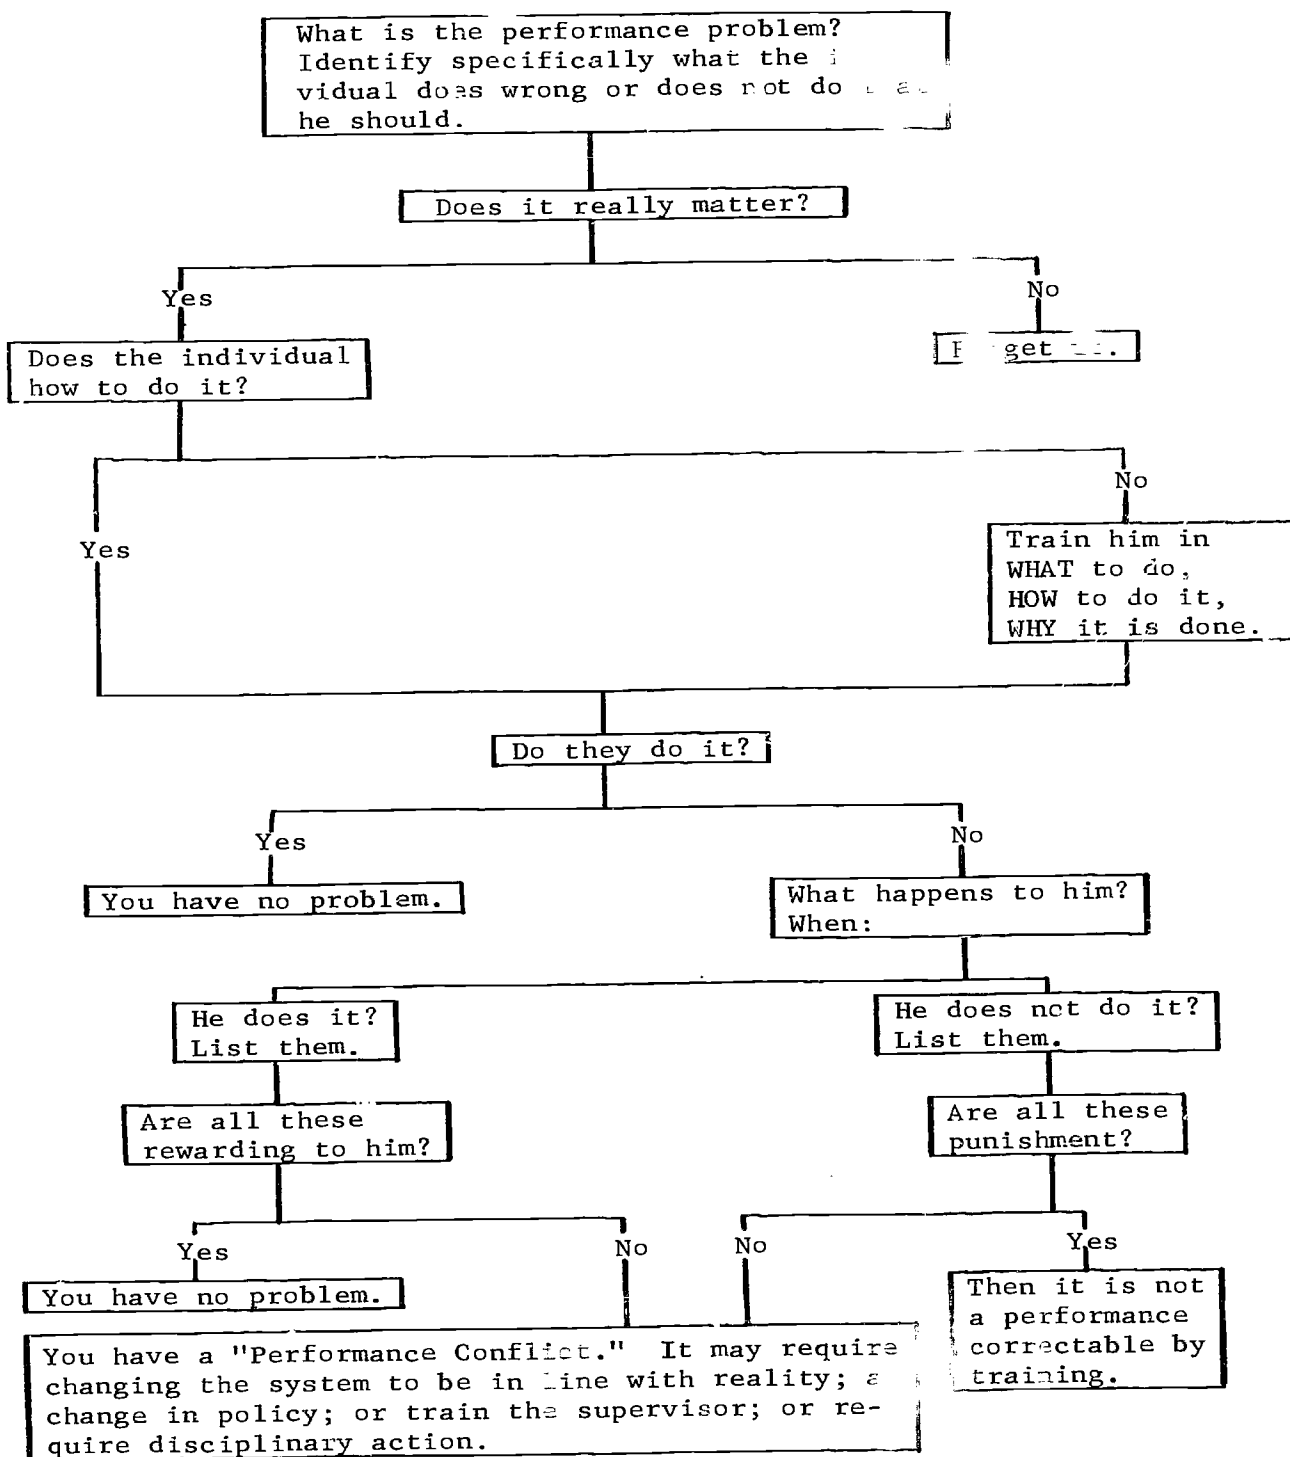 What is the performance problem?
Identify specifically what the
vidual does wrong or does not do
he should.
Does it really matter?
Yes
No
Does the individual
how to do it?
get
Yes
No
Train him in
WHAT to do,
HOW to do it,
WHY it is done.
Do they do it?
Yes
No
You have no problem.
What happens to him?
When:
He does it?
List them.
He does not do it?
List them.
Are all these
rewarding to him?
Are all these
punishment?
Yes
No
No
Yes
You have no problem.
Then it is not
a performance
correctable by
training.
You have a "Performance Conflict." It may require
changing the system to be in line with reality; a
change in policy; or train the supervisor; or re-
quire disciplinary action.